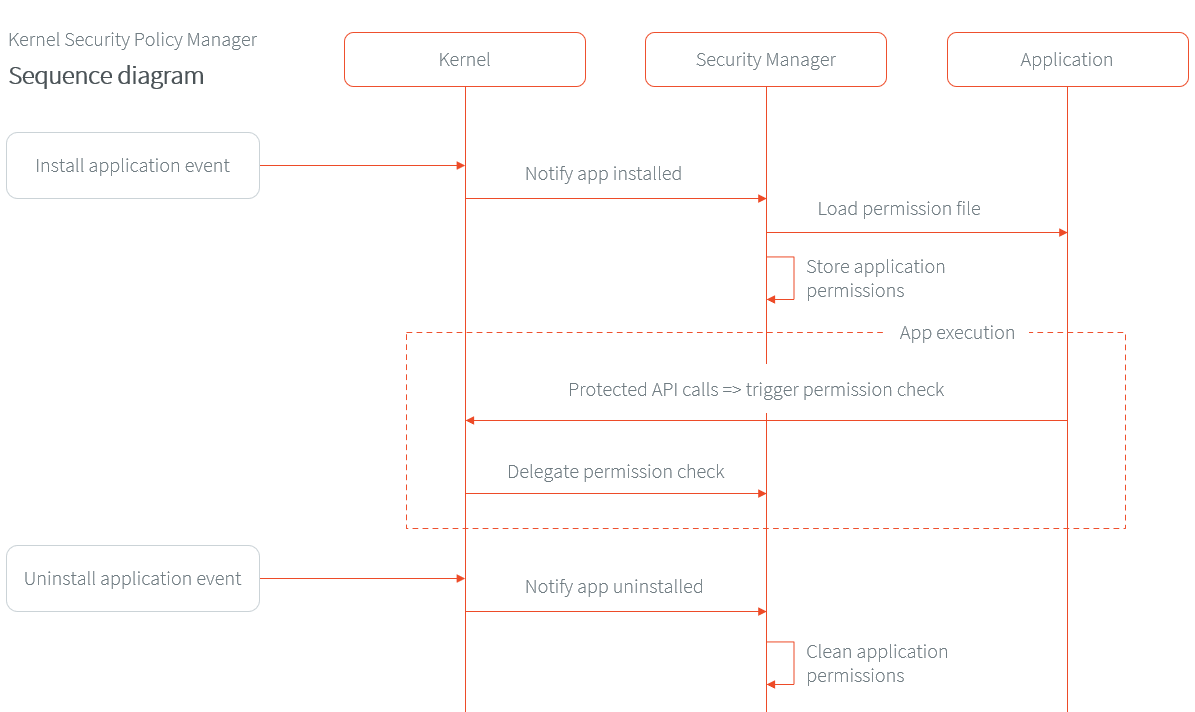 Kernel Security Policy Manager
Sequence diagram
Kernel
Security Manager
Application
Install application event
Notify app installed
Load permission file
Store application
permissions
App execution
Protected API calls => trigger permission check
Delegate permission check
Uninstall application event
Notify app uninstalled
Clean application
permissions